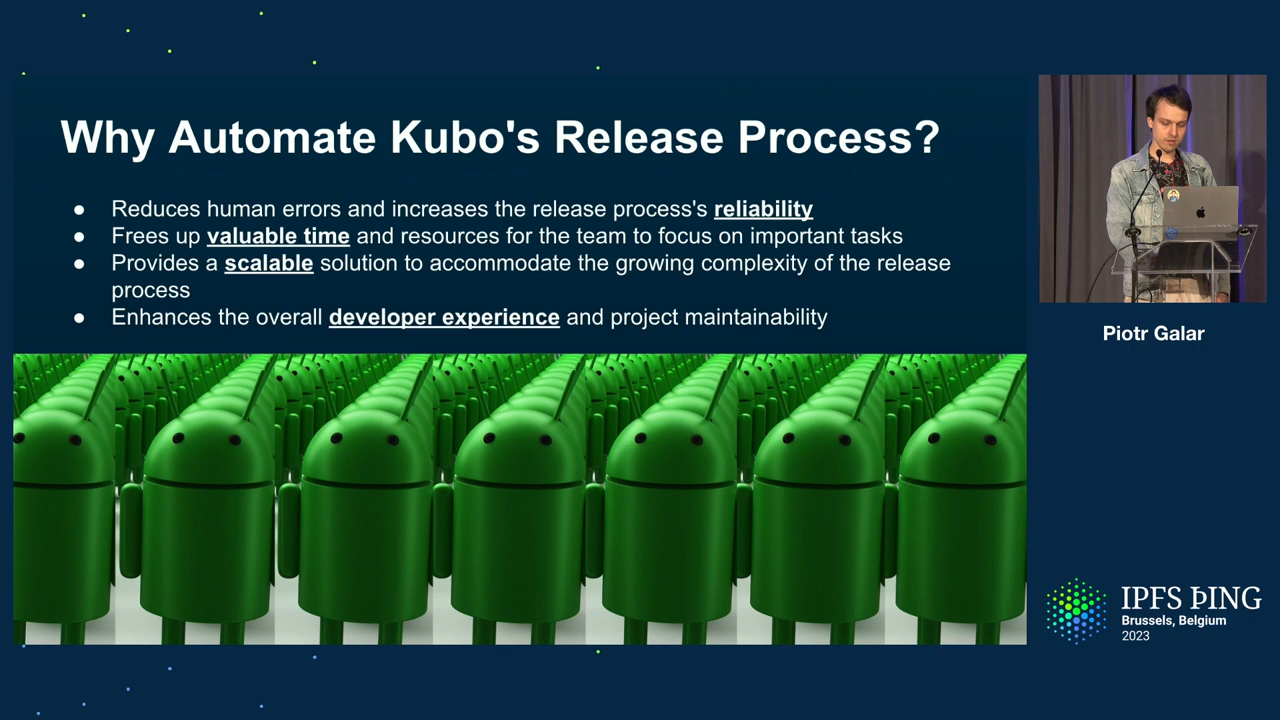 Why Automate Kubo's Release Process?
● Reduces human errors and increases the release process's reliability
● Frees up valuable time and resources for the team to focus on important tasks
● Provides a scalable solution to accommodate the growing complexity of the release
process
● Enhances the overall developer experience and project maintainability
Piotr Galar
IPFS ÞING
Brussels, Belgium
2023